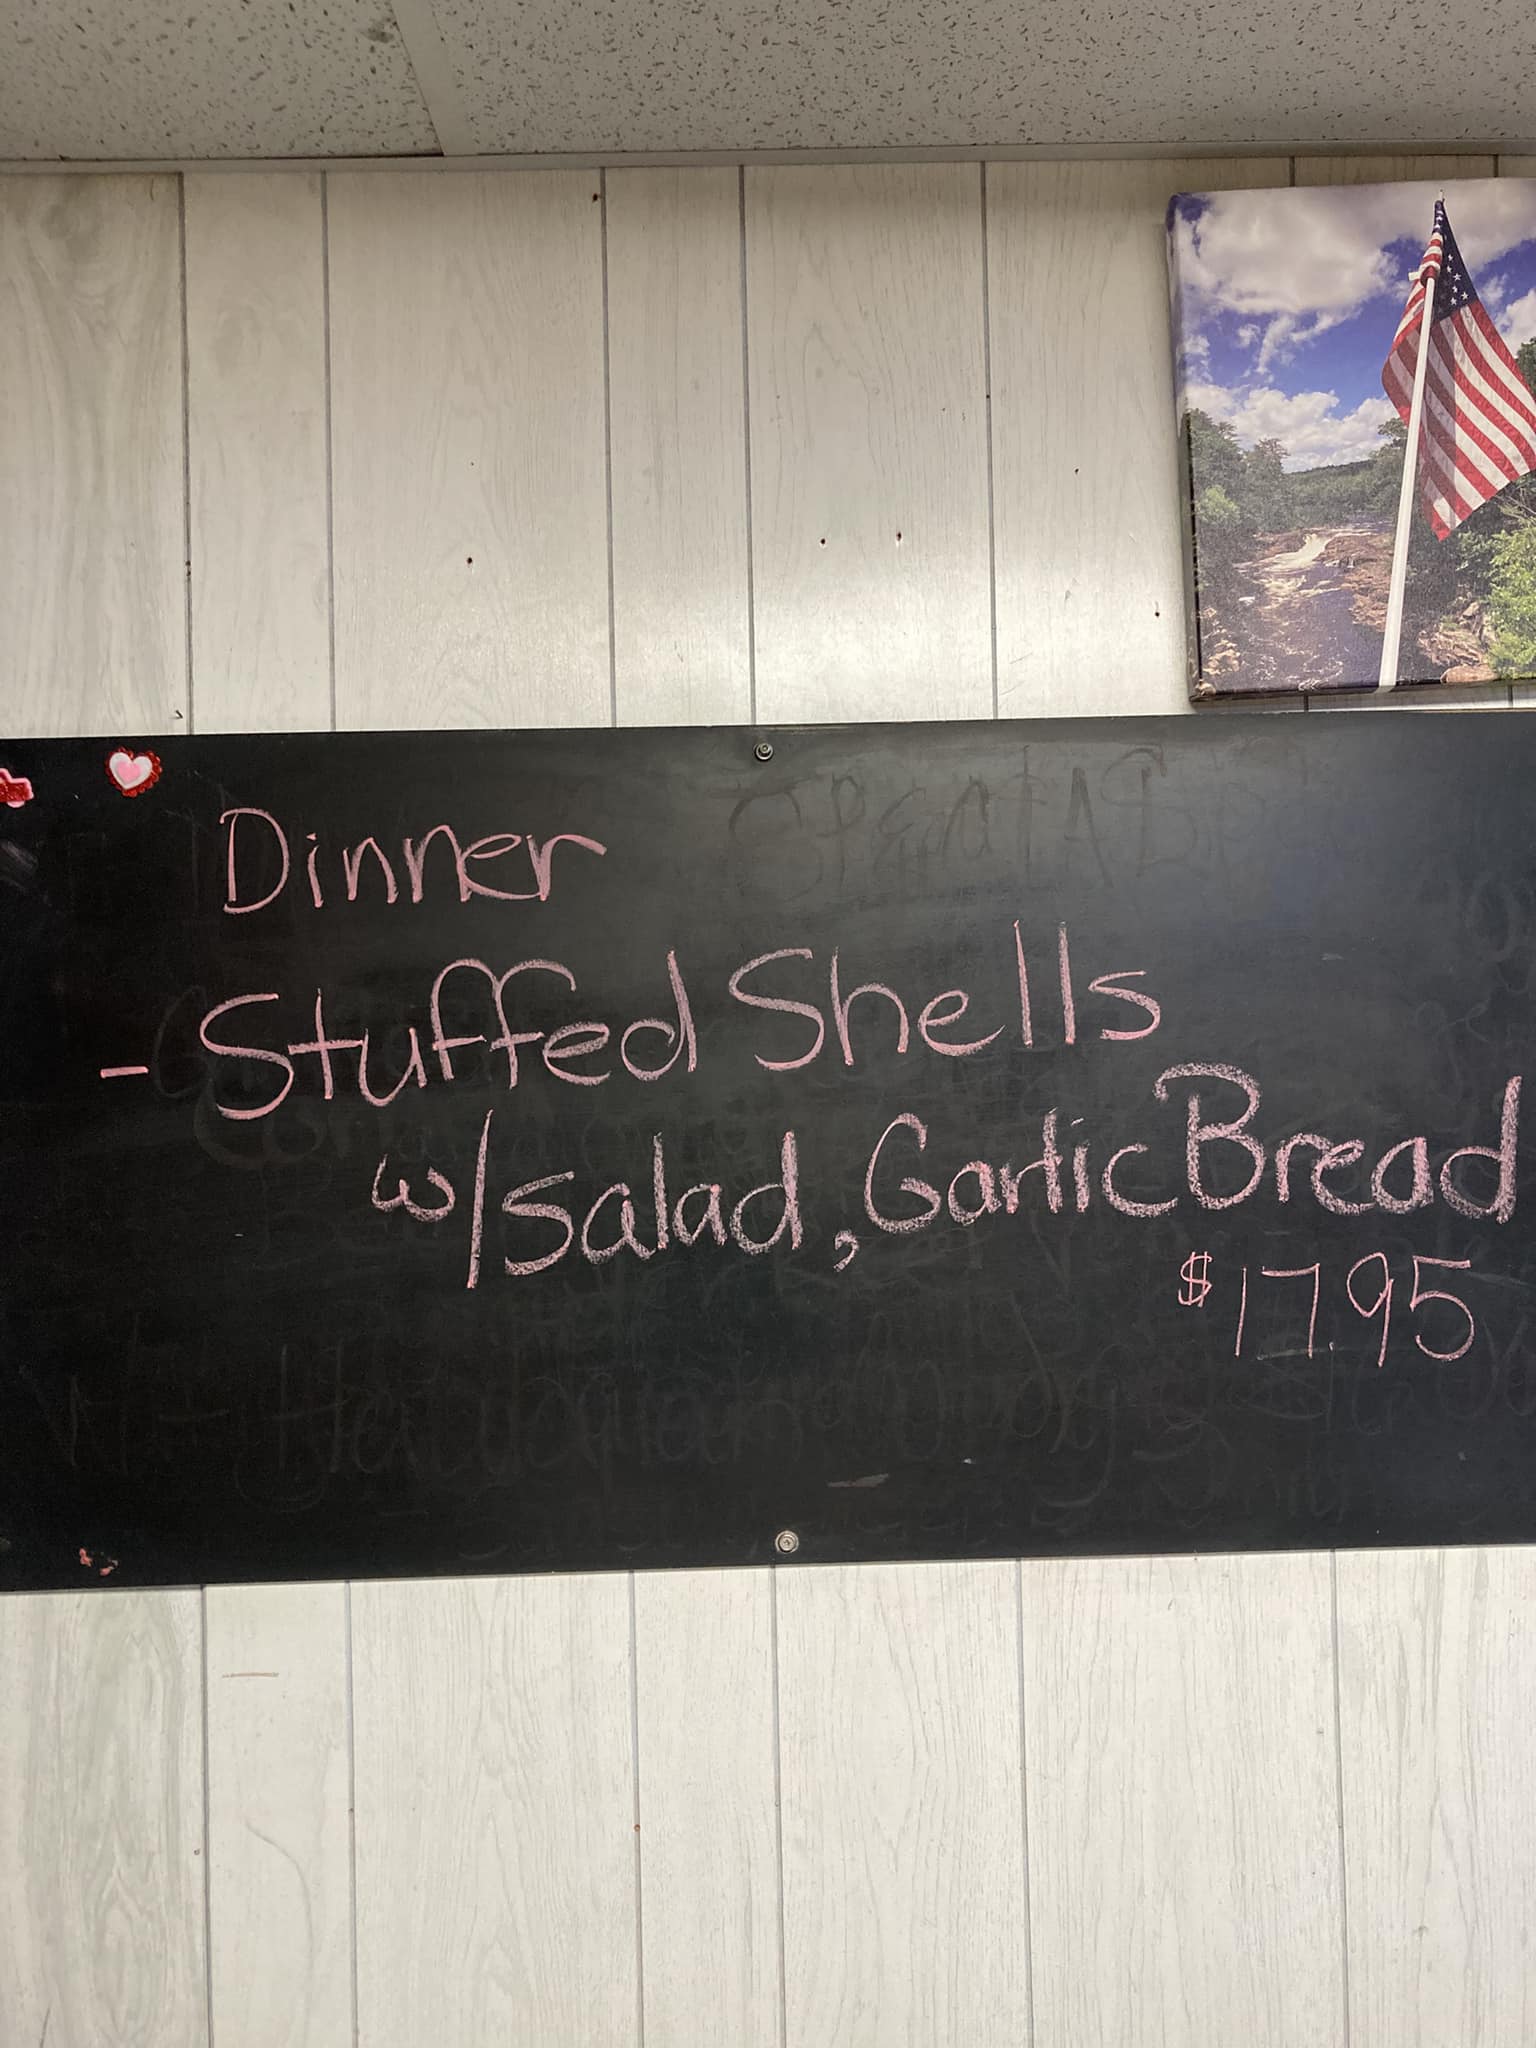 Dinner
- Stuffed Shells
w/ Salad, Garlic Bread
$17.95